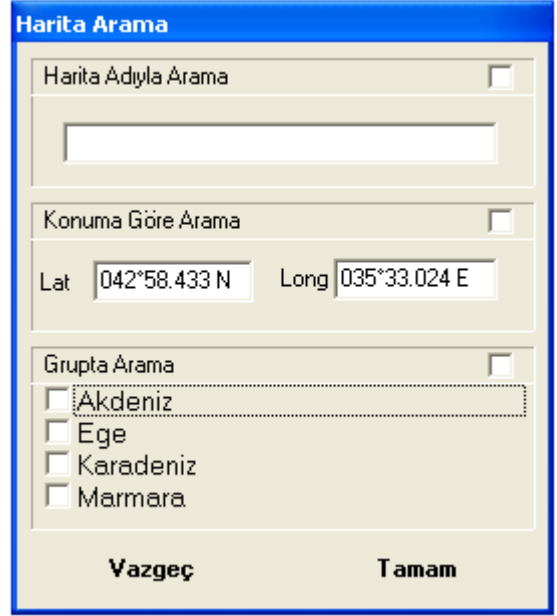 Harita Arama
Harita Adıyla Arama
Konuma Göre Arama
Lat 042°58.433 N Long 035°33.024 E
Grupta Arama
Akdeniz
Ege
Karadeniz
Marmara
Vazgeç Tamam